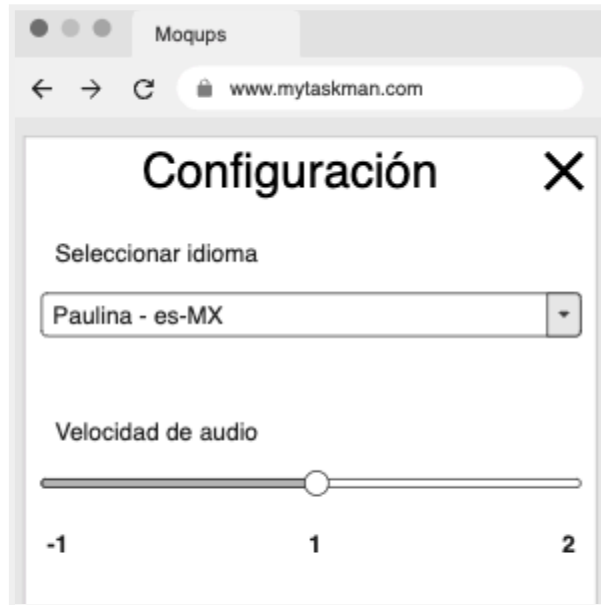 Moqups
www.mytaskman.com
Configuración
Seleccionar idioma
Paulina - es-MX
Velocidad de audio
-1 1 2